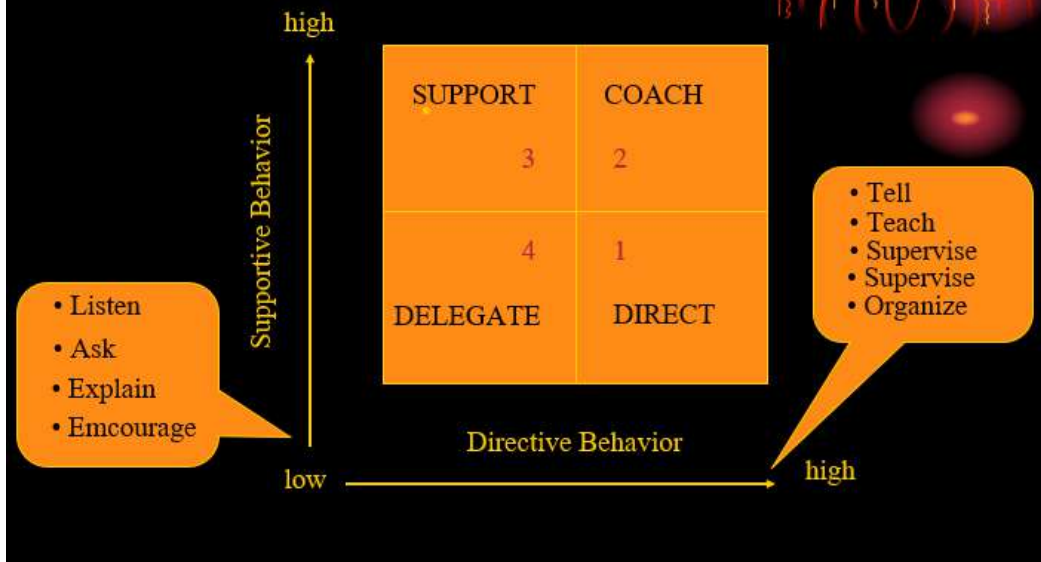 high
SUPPORT COACH
3 2
Supportive Behavior
4 1
DELEGATE DIRECT
• Tell
• Teach
• Supervise
• Supervise
• Organize
• Listen
• Ask
• Explain
• Emcourage
Directive Behavior
low
high